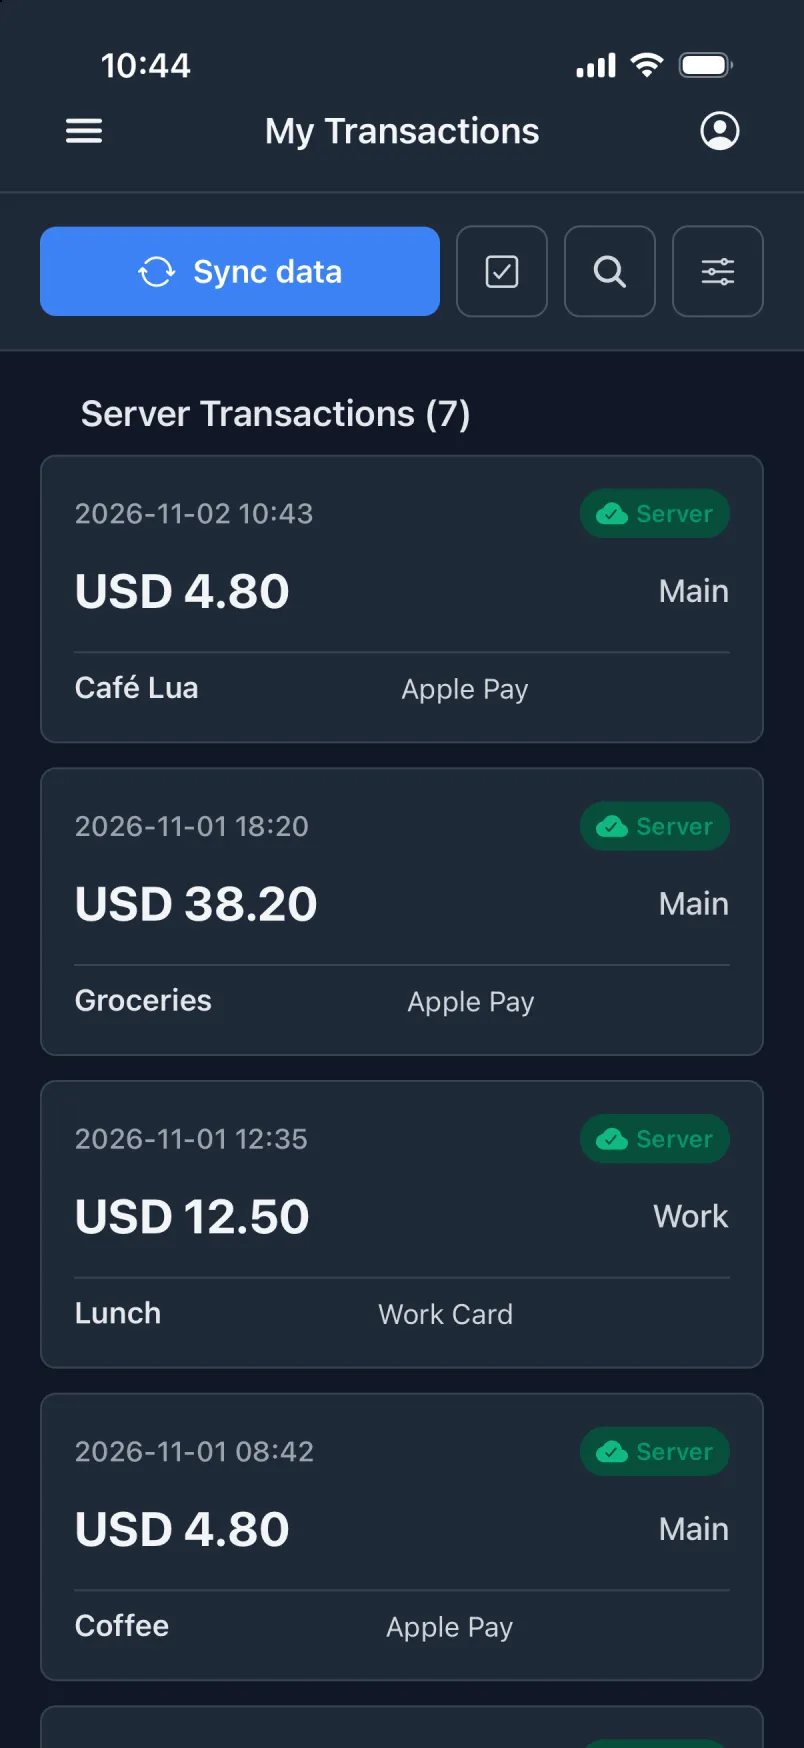 10:44
My Transactions
Sync data
Server Transactions (7)
2026-11-02 10:43 Server
USD 4.80 Main
Café Lua Apple Pay
2026-11-01 18:20 Server
USD 38.20 Main
Groceries Apple Pay
2026-11-01 12:35 Server
USD 12.50 Work
Lunch Work Card
2026-11-01 08:42 Server
USD 4.80 Main
Coffee Apple Pay